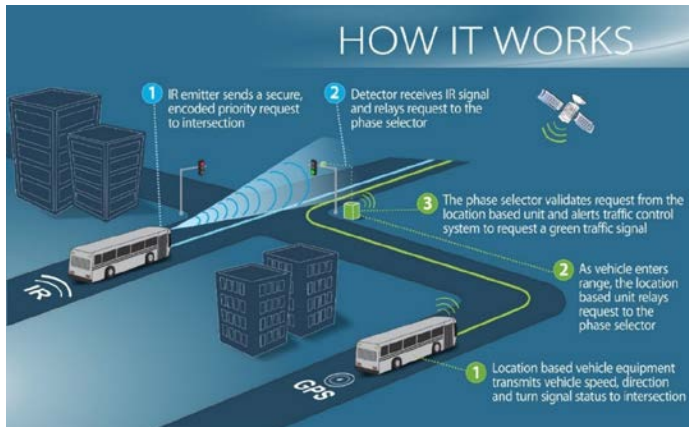 HOW IT WORKS
1 IR emitter sends a secure,
encoded priority request
to intersection
2 Detector receives IR signal
and relays request to the
phase selector
3 The phase selector validates request from the
location based unit and alerts traffic control
system to request a green traffic signal
2 As vehicle enters
range, the location
based unit relays
request to the
phase selector
IR
GPS
1 Location based vehicle equipment
transmits vehicle speed, direction
and turn signal status to intersection